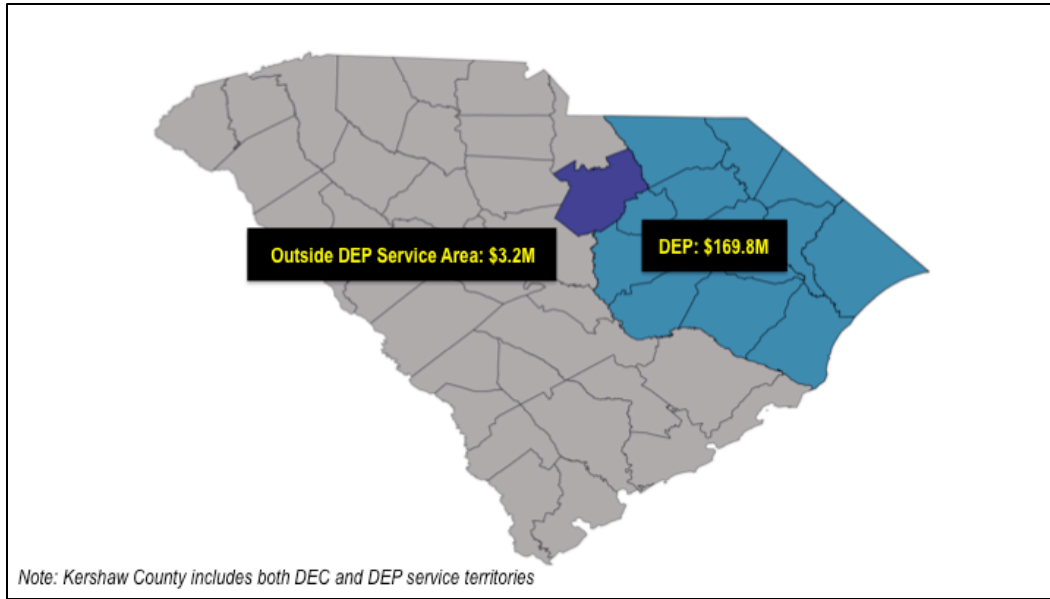 Outside DEP Service Area: $3.2M
DEP: $169.8M
Note: Kershaw County includes both DEC and DEP service territories